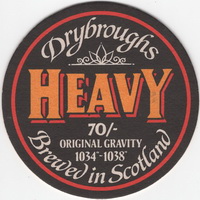 Drybroughs
HEAVY
70/-
ORIGINAL GRAVITY
1034°-1038°
Brewed in Scotland